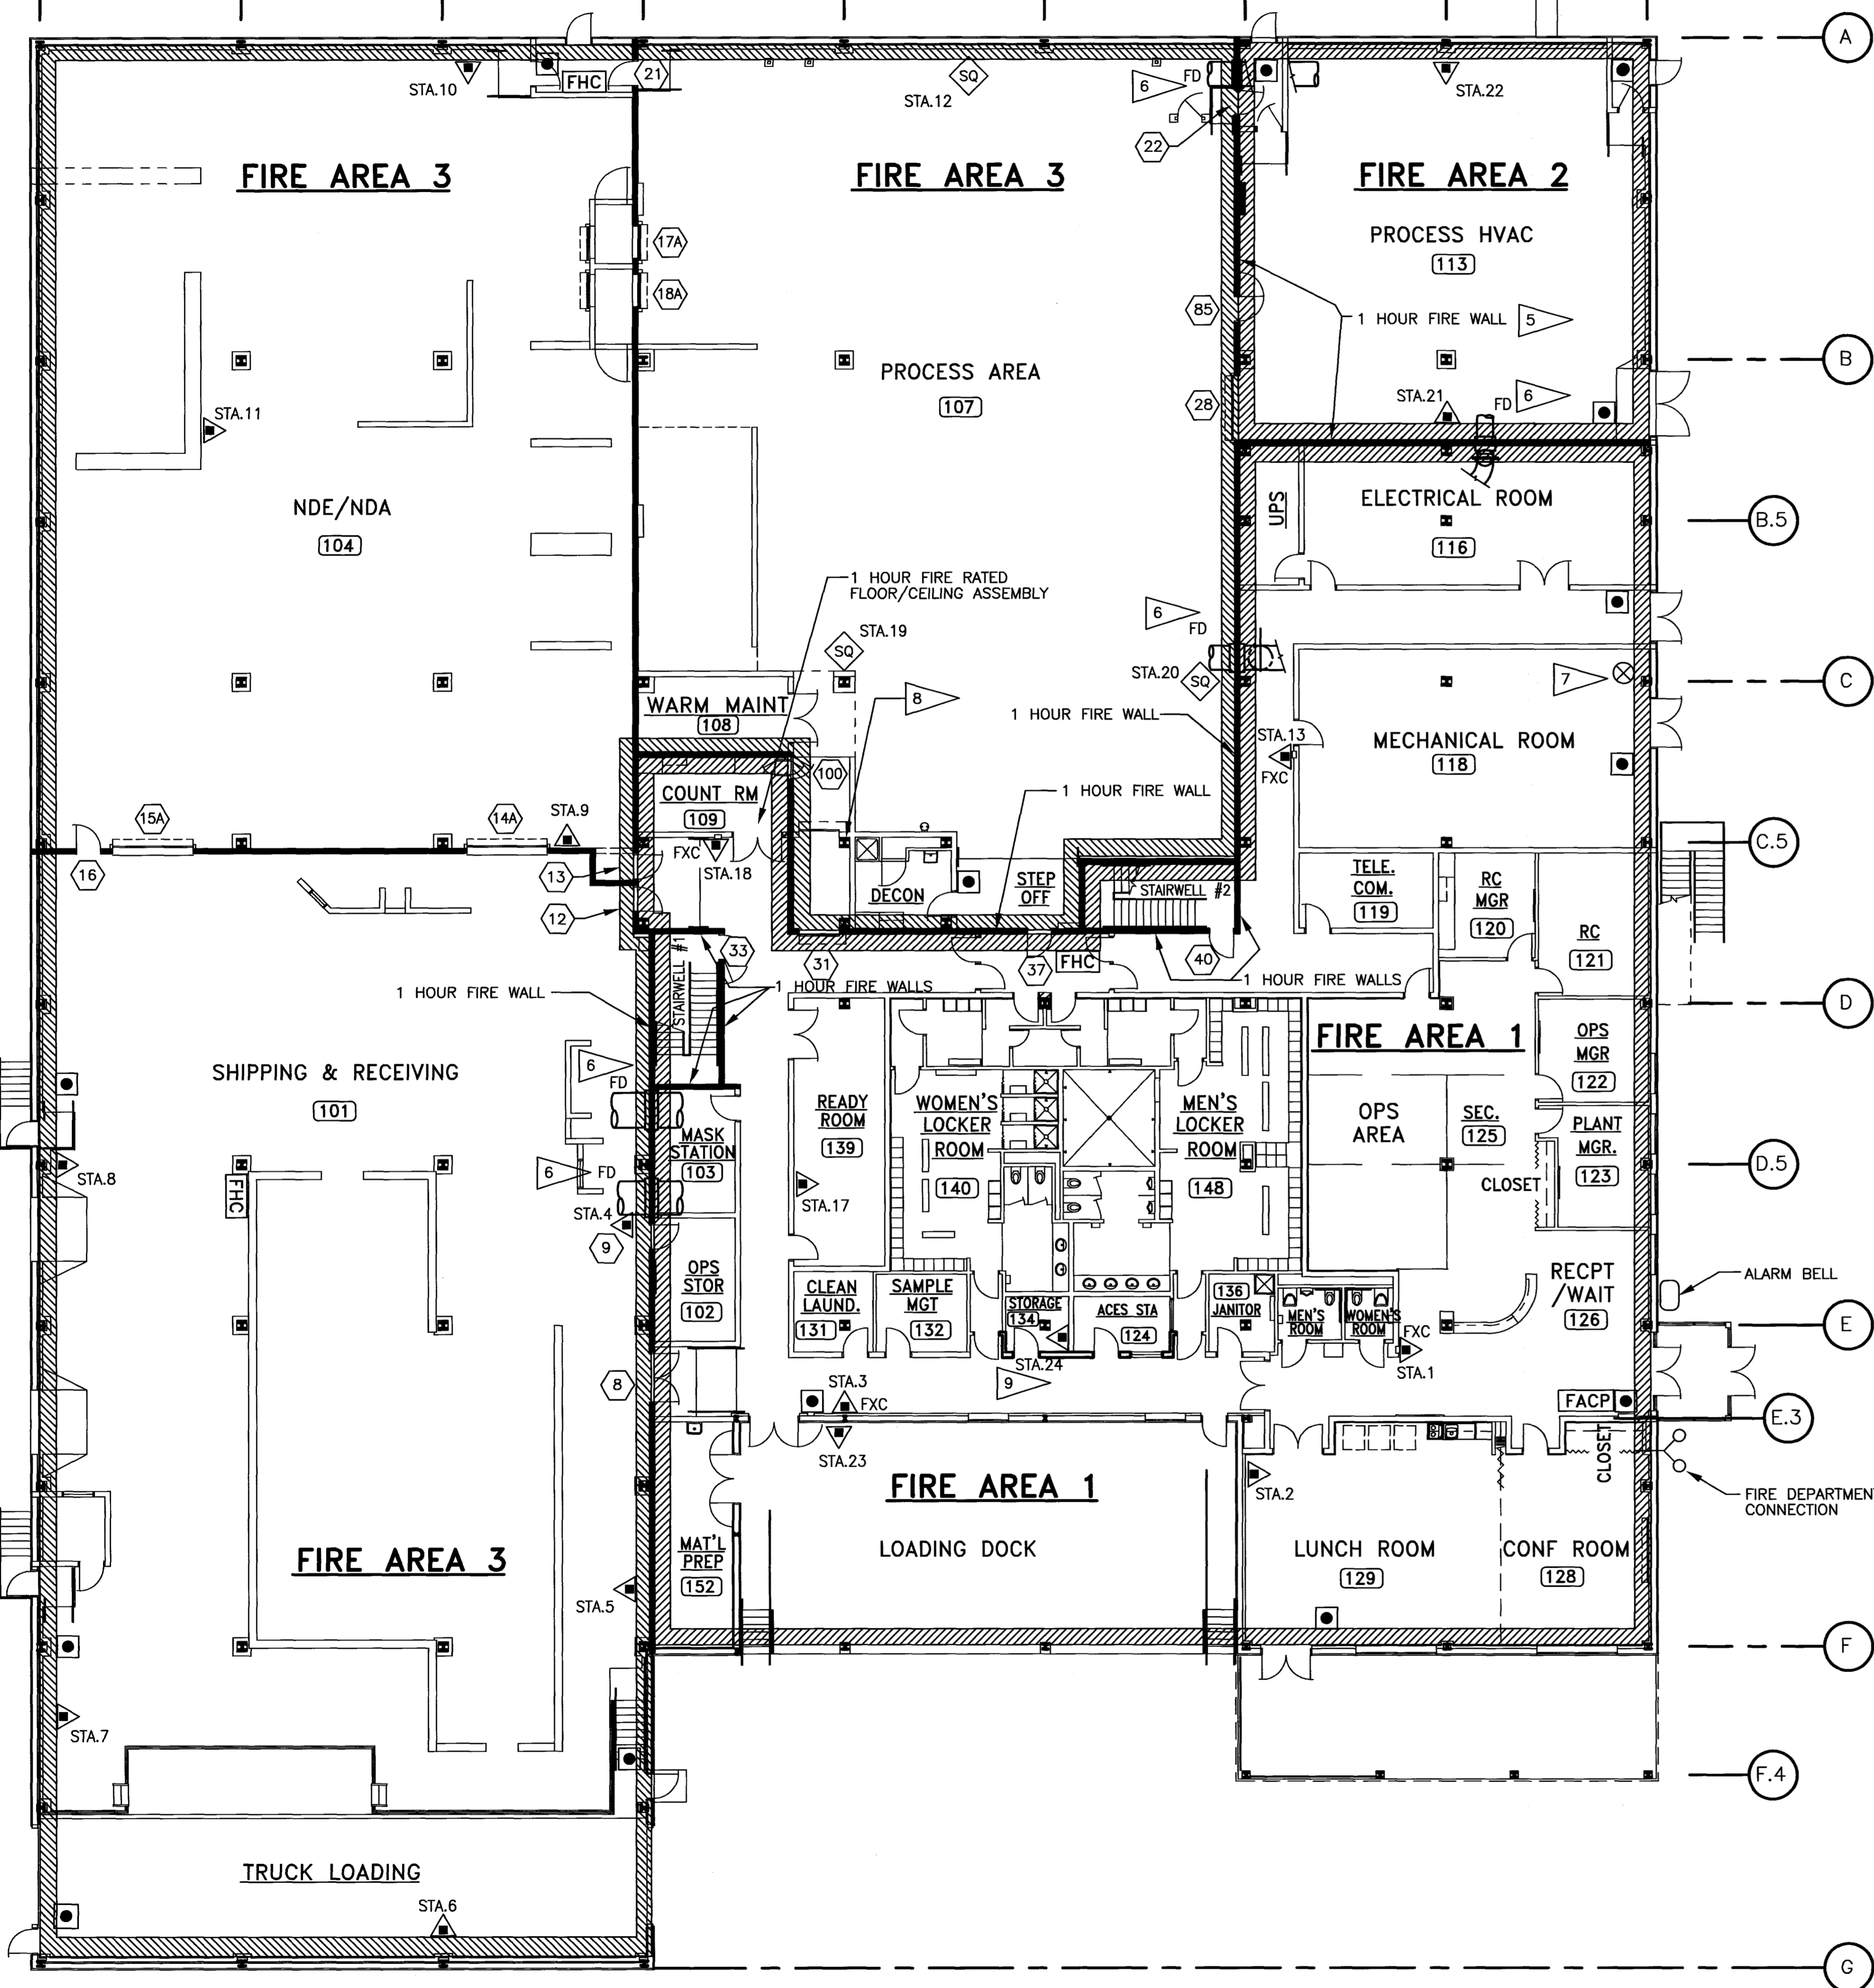 A
21
SQ
6
FD
FHC
STA.10
STA.12
STA.22
22
FIRE AREA 3
FIRE AREA 3
FIRE AREA 2
PROCESS HVAC
113
17A
18A
85
1 HOUR FIRE WALL
5
B
PROCESS AREA
107
28
STA.21
FD
6
STA.11
NDE/NDA
104
UPS
ELECTRICAL ROOM
116
B.5
1 HOUR FIRE RATED
FLOOR/CEILING ASSEMBLY
6
FD
STA.19
SQ
STA.20
SQ
7
C
WARM MAINT
108
8
1 HOUR FIRE WALL
STA.13
FXC
MECHANICAL ROOM
118
100
COUNT RM
109
1 HOUR FIRE WALL
15A
14A
STA.9
FXC
STA.18
C.5
16
13
12
DECON
STEP
OFF
STAIRWELL #2
TELE.
COM.
119
RC
MGR
120
RC
121
STAIRWELL #1
33
31
37
FHC
40
1 HOUR FIRE WALL
1 HOUR FIRE WALLS
1 HOUR FIRE WALLS
D
FIRE AREA 1
OPS
MGR
122
SHIPPING & RECEIVING
101
6
FD
READY
ROOM
139
WOMEN'S
LOCKER
ROOM
140
MEN'S
LOCKER
ROOM
148
OPS
AREA
SEC.
125
PLANT
MGR.
123
MASK
STATION
103
6
FD
D.5
STA.8
FHC
STA.17
CLOSET
STA.4
9
OPS
STOR
102
CLEAN
LAUND.
131
SAMPLE
MGT
132
STORAGE
134
ACES STA
124
136
JANITOR
MEN'S
ROOM
WOMEN'S
ROOM
RECPT
/WAIT
126
ALARM BELL
E
FXC
STA.1
STA.24
9
8
STA.3
FXC
FACP
E.3
STA.23
CLOSET
STA.2
FIRE AREA 1
LOADING DOCK
FIRE DEPARTMEN
CONNECTION
MAT'L
PREP
152
LUNCH ROOM
129
CONF ROOM
128
FIRE AREA 3
STA.5
F
STA.7
F.4
TRUCK LOADING
STA.6
G